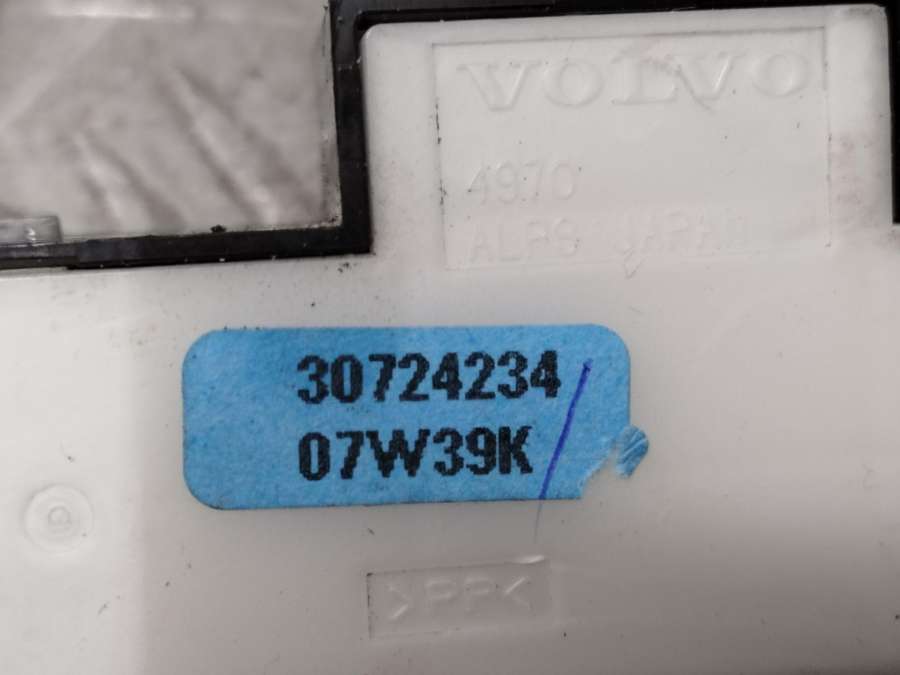 VOLVO
4970
ALPS JAPAN
30724234
07W39K
>PP<